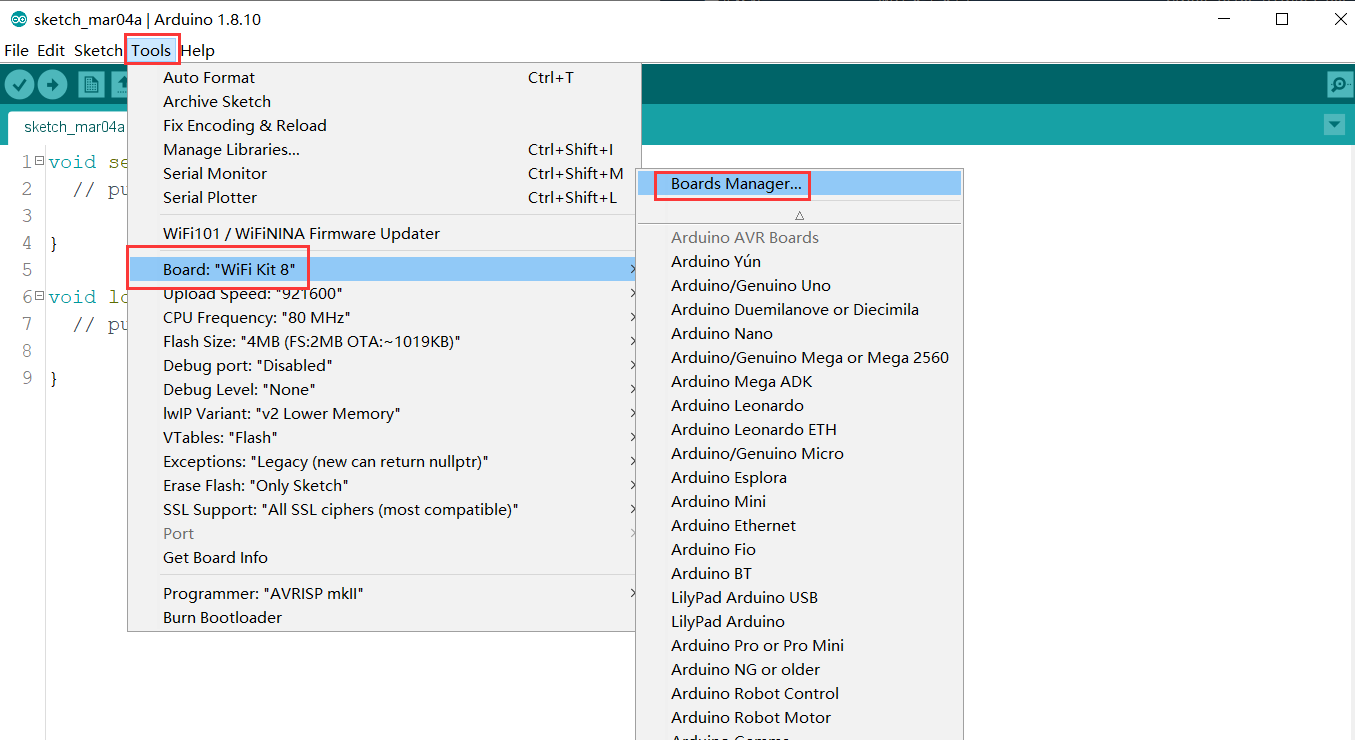 sketch_mar04a | Arduino 1.8.10
File Edit Sketch Tools Help
sketch_mar04a
Auto Format Ctrl+T
Archive Sketch
Fix Encoding & Reload
Manage Libraries... Ctrl+Shift+I
Serial Monitor Ctrl+Shift+M
Serial Plotter Ctrl+Shift+L
WiFi101 / WiFiNINA Firmware Updater
Board: "WiFi Kit 8"
Upload Speed: "921600"
CPU Frequency: "80 MHz"
Flash Size: "4MB (FS:2MB OTA:~1019KB)"
Debug port: "Disabled"
Debug Level: "None"
lwIP Variant: "v2 Lower Memory"
VTables: "Flash"
Exceptions: "Legacy (new can return nullptr)"
Erase Flash: "Only Sketch"
SSL Support: "All SSL ciphers (most compatible)"
Port
Get Board Info
Programmer: "AVRISP mkII"
Burn Bootloader
Boards Manager...
Arduino AVR Boards
Arduino Yún
Arduino/Genuino Uno
Arduino Duemilanove or Diecimila
Arduino Nano
Arduino/Genuino Mega or Mega 2560
Arduino Mega ADK
Arduino Leonardo
Arduino Leonardo ETH
Arduino/Genuino Micro
Arduino Esplora
Arduino Mini
Arduino Ethernet
Arduino Fio
Arduino BT
LilyPad Arduino USB
LilyPad Arduino
Arduino Pro or Pro Mini
Arduino NG or older
Arduino Robot Control
Arduino Robot Motor
1 void se
2 // pu
3
4 }
5
6 void lo
7 // pu
8
9 }